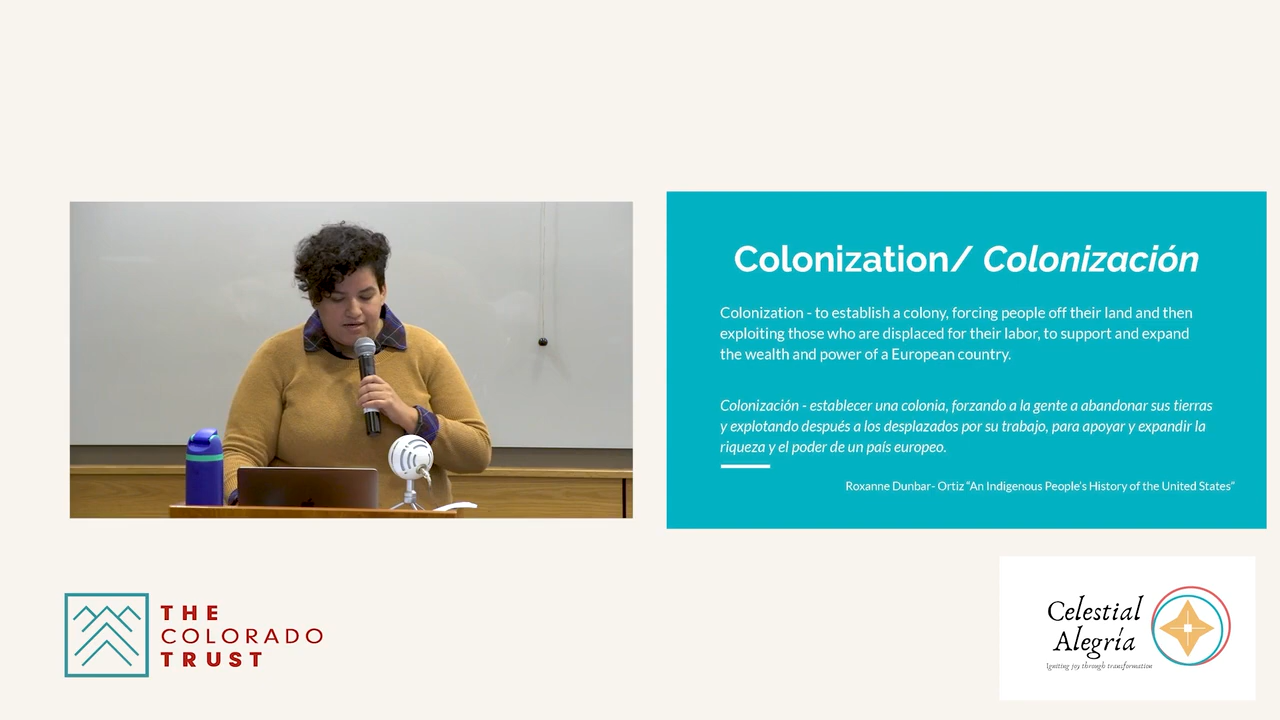 Colonization/ Colonización
Colonization - to establish a colony, forcing people off their land and then
exploiting those who are displaced for their labor, to support and expand
the wealth and power of a European country.
Colonización - establecer una colonia, forzando a la gente a abandonar sus tierras
y explotando después a los desplazados por su trabajo, para apoyar y expandir la
riqueza y el poder de un país europeo.
Roxanne Dunbar- Ortiz "An Indigenous People's History of the United States"
THE
COLORADO
TRUST
Celestial
Alegría
Igniting joy through transformation